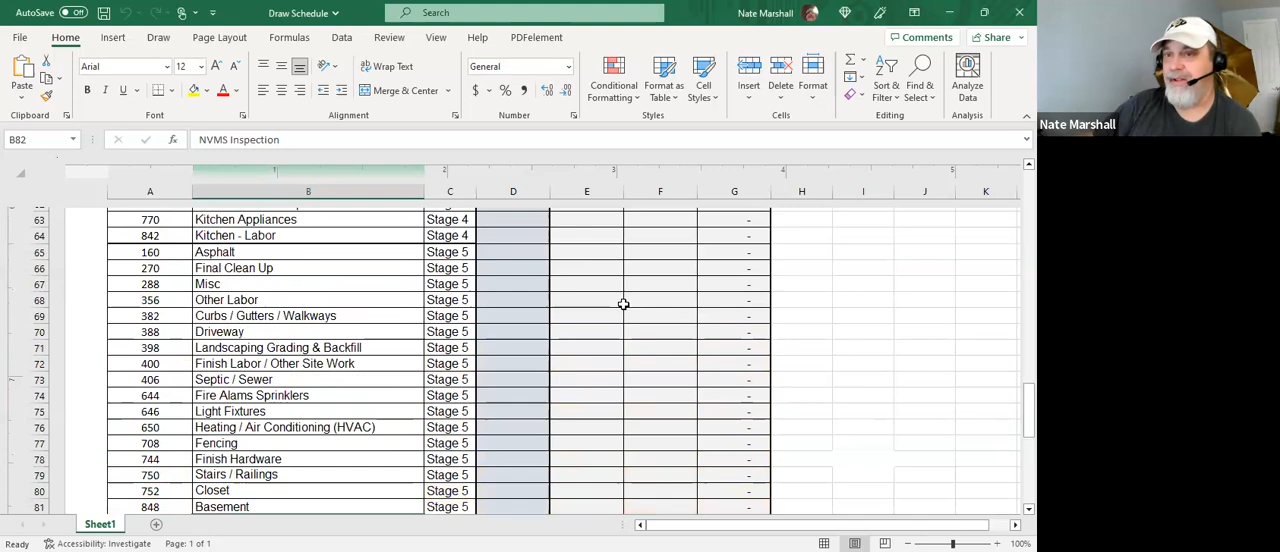 AutoSave Off Draw Schedule Search Nate Marshall
File Home Insert Draw Page Layout Formulas Data Review View Help PDFelement Comments Share
Paste Arial 12 A A Wrap Text General Conditional Formatting Format as Table Cell Styles Insert Delete Format Sort & Filter Find & Select Analyze Data
B I U A Merge & Center $ % ,
Clipboard Font Alignment Number Styles Cells Editing Analysis
Nate Marshall
B82 fx NVMS Inspection
1 2 3 4 5
A B C D E F G H I J K
63 770 Kitchen Appliances Stage 4 -
64 842 Kitchen - Labor Stage 4 -
65 160 Asphalt Stage 5 -
66 270 Final Clean Up Stage 5 -
67 288 Misc Stage 5 -
68 356 Other Labor Stage 5 -
69 382 Curbs / Gutters / Walkways Stage 5 -
70 388 Driveway Stage 5 -
71 398 Landscaping Grading & Backfill Stage 5 -
72 400 Finish Labor / Other Site Work Stage 5 -
73 406 Septic / Sewer Stage 5 -
74 644 Fire Alams Sprinklers Stage 5 -
75 646 Light Fixtures Stage 5 -
76 650 Heating / Air Conditioning (HVAC) Stage 5 -
77 708 Fencing Stage 5 -
78 744 Finish Hardware Stage 5 -
79 750 Stairs / Railings Stage 5 -
80 752 Closet Stage 5 -
81 848 Basement Stage 5 -
Sheet1
Ready Accessibility: Investigate Page: 1 of 1 100%